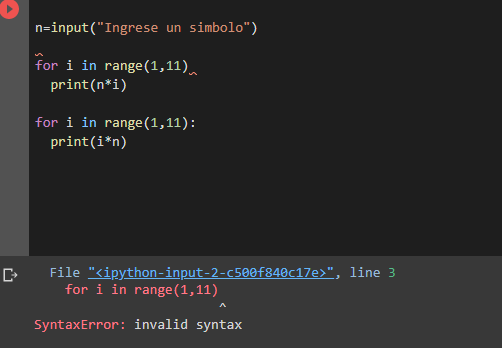 n=input("Ingrese un simbolo")
for i in range(1,11)
print(n*i)
for i in range(1,11):
print(i*n)
File "<ipython-input-2-c500f840c17e>", line 3
for i in range(1,11)
^
SyntaxError: invalid syntax